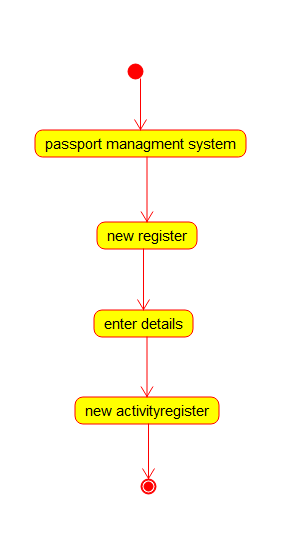 passport managment system
new register
enter details
new activityregister